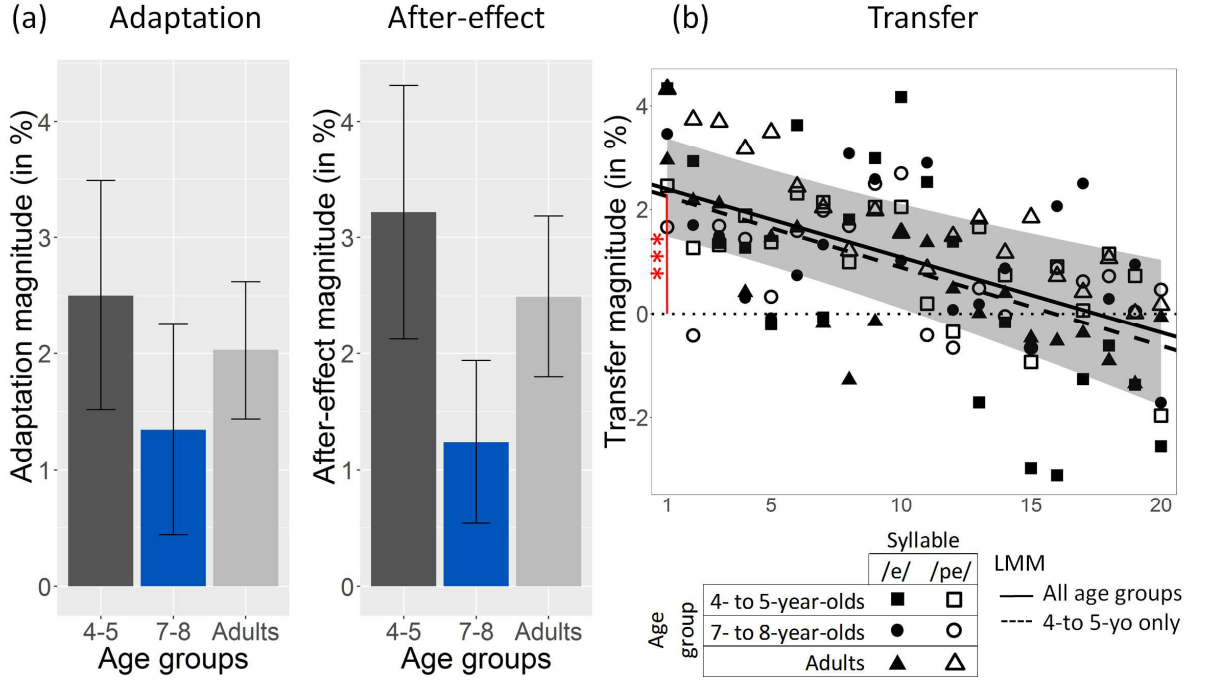 (a) Adaptation After-effect
Adaptation magnitude (in %)
4
3
2
1
0
4-5 7-8 Adults
Age groups
After-effect magnitude (in %)
4
3
2
1
0
4-5 7-8 Adults
Age groups
(b) Transfer
Transfer magnitude (in %)
4
2
0
-2
***
1 5 10 15 20
Syllable
/e/ /pe/
Age group
4- to 5-year-olds
7- to 8-year-olds
Adults
LMM
All age groups
4-to 5-yo only